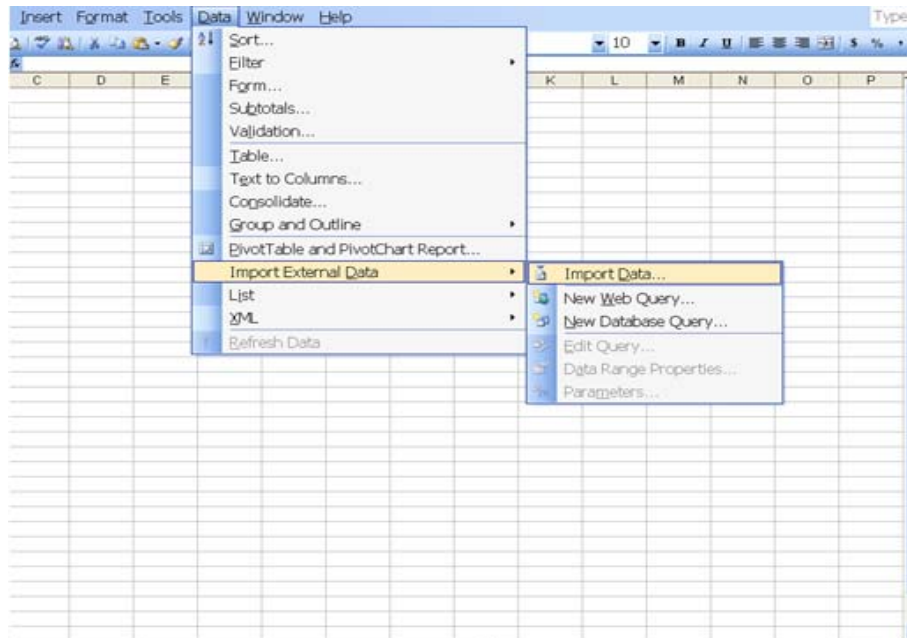 Insert Format Tools Data Window Help Type
10 B I U $ % ,
fx
C D E K L M N O P
Sort...
Filter
Form...
Subtotals...
Validation...
Table...
Text to Columns...
Consolidate...
Group and Outline
PivotTable and PivotChart Report...
Import External Data
List
XML
Refresh Data
Import Data...
New Web Query...
New Database Query...
Edit Query...
Data Range Properties...
Parameters...